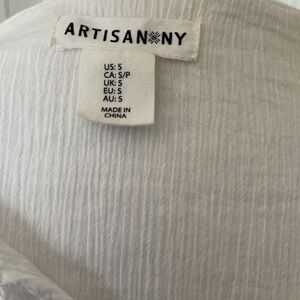 ARTISAN NY
US: S
CA: S/P
UK: S
EU: S
AU: S
MADE IN
CHINA